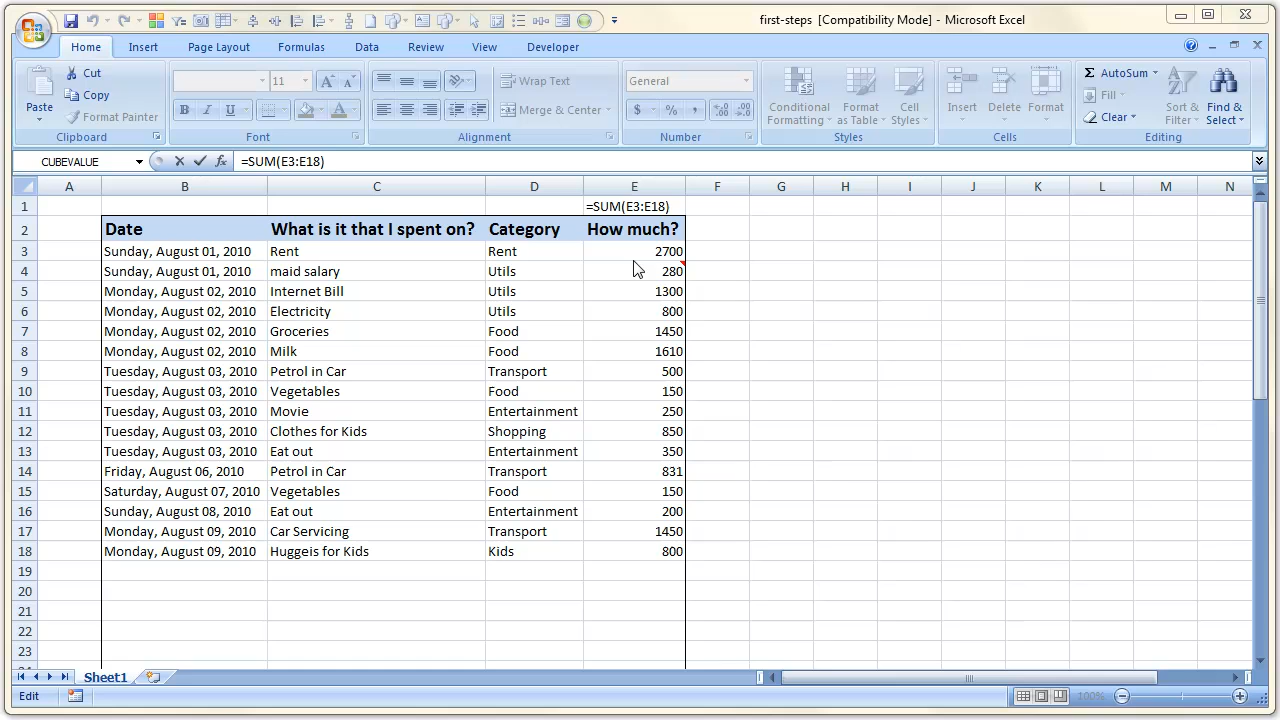 first-steps [Compatibility Mode] - Microsoft Excel
Home Insert Page Layout Formulas Data Review View Developer
Paste Cut Copy Format Painter
Clipboard
11
B I U A
Font
Wrap Text
Merge & Center
Alignment
General
$ % ,
Number
Conditional Formatting
Format as Table
Cell Styles
Styles
Insert Delete Format
Cells
Σ AutoSum
Fill
Clear
Sort & Filter
Find & Select
Editing
CUBEVALUE fx =SUM(E3:E18)
A B C D E F G H I J K L M N
1 =SUM(E3:E18)
2 Date What is it that I spent on? Category How much?
3 Sunday, August 01, 2010 Rent Rent 2700
4 Sunday, August 01, 2010 maid salary Utils 280
5 Monday, August 02, 2010 Internet Bill Utils 1300
6 Monday, August 02, 2010 Electricity Utils 800
7 Monday, August 02, 2010 Groceries Food 1450
8 Monday, August 02, 2010 Milk Food 1610
9 Tuesday, August 03, 2010 Petrol in Car Transport 500
10 Tuesday, August 03, 2010 Vegetables Food 150
11 Tuesday, August 03, 2010 Movie Entertainment 250
12 Tuesday, August 03, 2010 Clothes for Kids Shopping 850
13 Tuesday, August 03, 2010 Eat out Entertainment 350
14 Friday, August 06, 2010 Petrol in Car Transport 831
15 Saturday, August 07, 2010 Vegetables Food 150
16 Sunday, August 08, 2010 Eat out Entertainment 200
17 Monday, August 09, 2010 Car Servicing Transport 1450
18 Monday, August 09, 2010 Huggeis for Kids Kids 800
19
20
21
22
23
Sheet1
Edit 100%